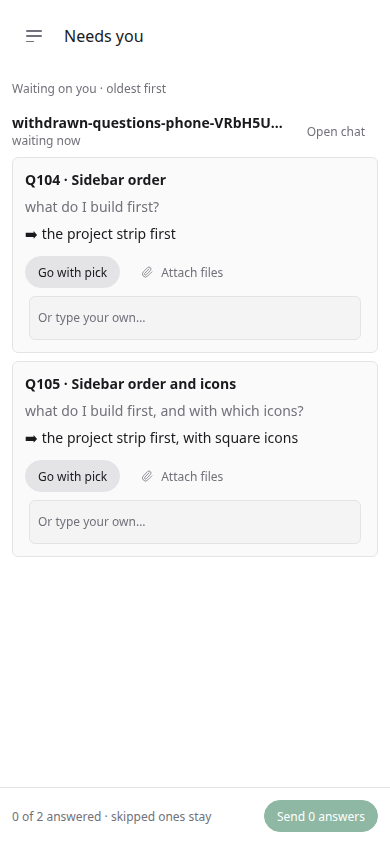 Needs you
Waiting on you · oldest first
withdrawn-questions-phone-VRbH5U...
waiting now
Open chat
Q104 · Sidebar order
what do I build first?
➡ the project strip first
Go with pick
Attach files
Or type your own...
Q105 · Sidebar order and icons
what do I build first, and with which icons?
➡ the project strip first, with square icons
Go with pick
Attach files
Or type your own...
0 of 2 answered · skipped ones stay
Send 0 answers